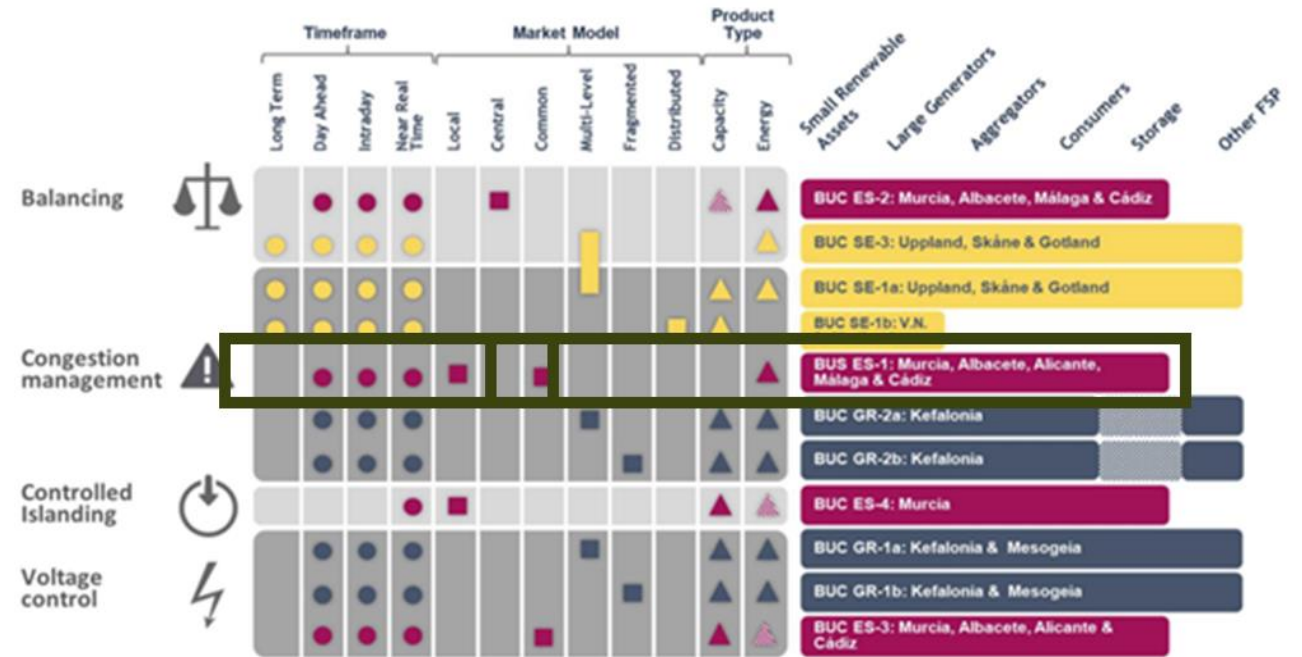 Timeframe
Market Model
Product
Type
Long Term
Day Ahead
Intraday
Near Real
Time
Local
Central
Common
Multi-Level
Fragmented
Distributed
Capacity
Energy
Small Renewable
Assets
Large Generators
Aggregators
Consumers
Storage
Other FSP
Balancing
BUC ES-2: Murcia, Albacete, Málaga & Cádiz
BUC SE-3: Uppland, Skåne & Gotland
BUC SE-1a: Uppland, Skåne & Gotland
BUC SE-1b: V.N.
Congestion
management
BUS ES-1: Murcia, Albacete, Alicante,
Málaga & Cádiz
BUC GR-2a: Kefalonia
BUC GR-2b: Kefalonia
Controlled
Islanding
BUC ES-4: Murcia
BUC GR-1a: Kefalonia & Mesogeia
Voltage
control
BUC GR-1b: Kefalonia & Mesogeia
BUC ES-3: Murcia, Albacete, Alicante &
Cádiz